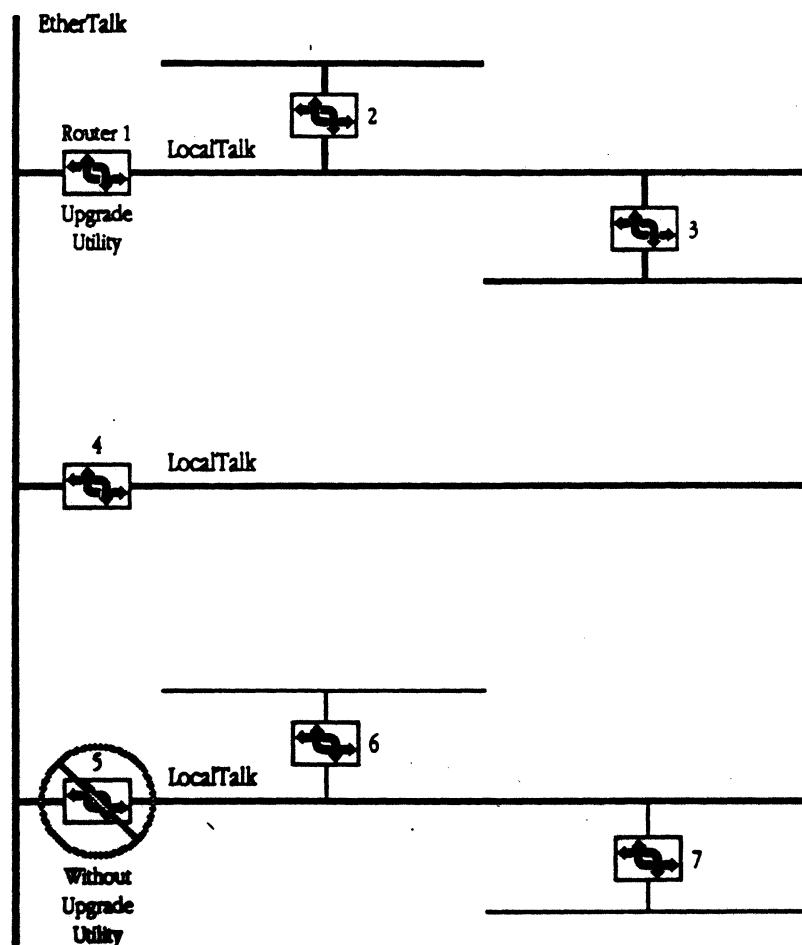 EtherTalk
2
Router 1
LocalTalk
Upgrade
Utility
3
4
LocalTalk
6
5
LocalTalk
7
Without
Upgrade
Utility